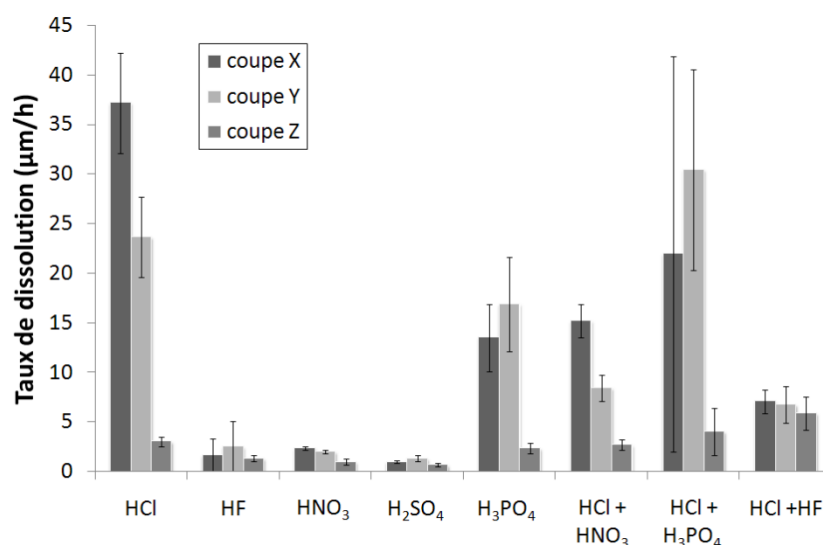 Taux de dissolution (µm/h)
45
40
35
30
25
20
15
10
5
0
coupe X
coupe Y
coupe Z
HCl
HF
HNO₃
H₂SO₄
H₃PO₄
HCl +
HNO₃
HCl +
H₃PO₄
HCl +HF